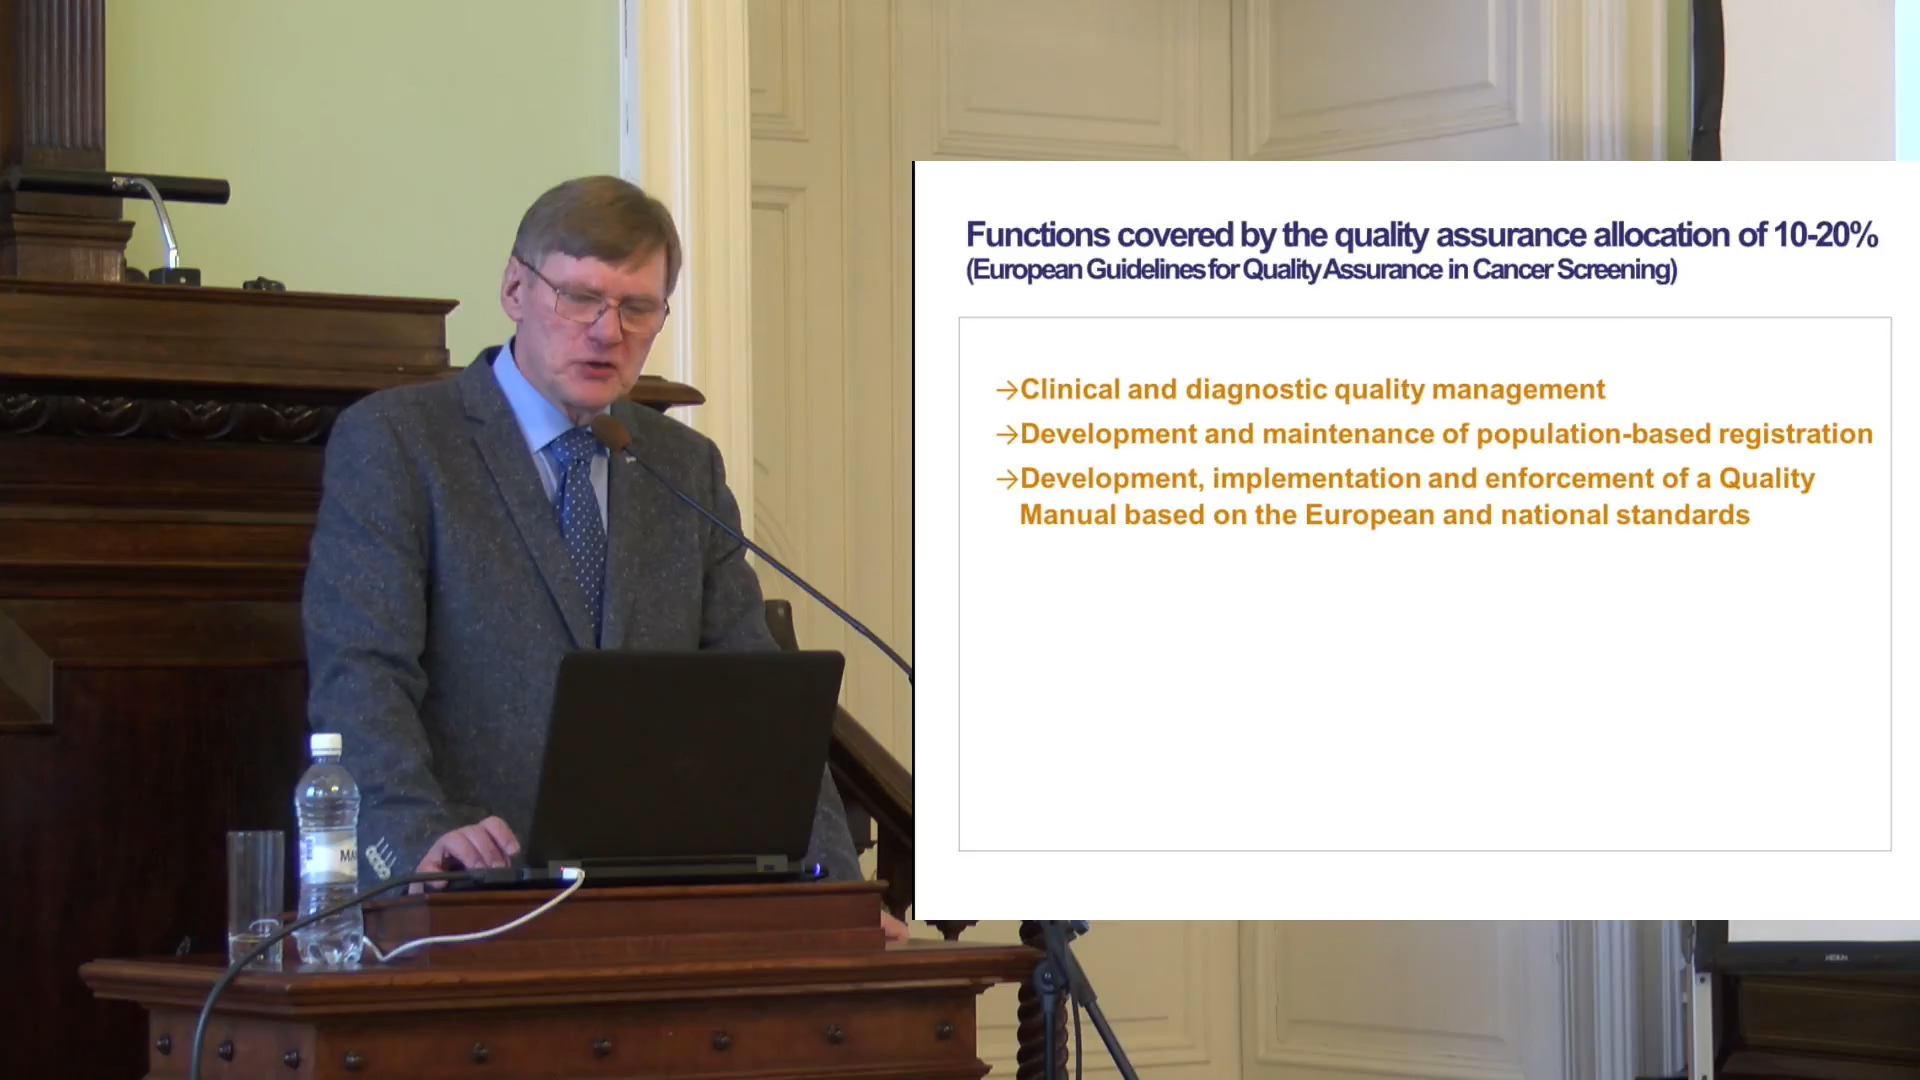 Functions covered by the quality assurance allocation of 10-20%
(European Guidelines for Quality Assurance in Cancer Screening)
→Clinical and diagnostic quality management
→Development and maintenance of population-based registration
→Development, implementation and enforcement of a Quality
Manual based on the European and national standards